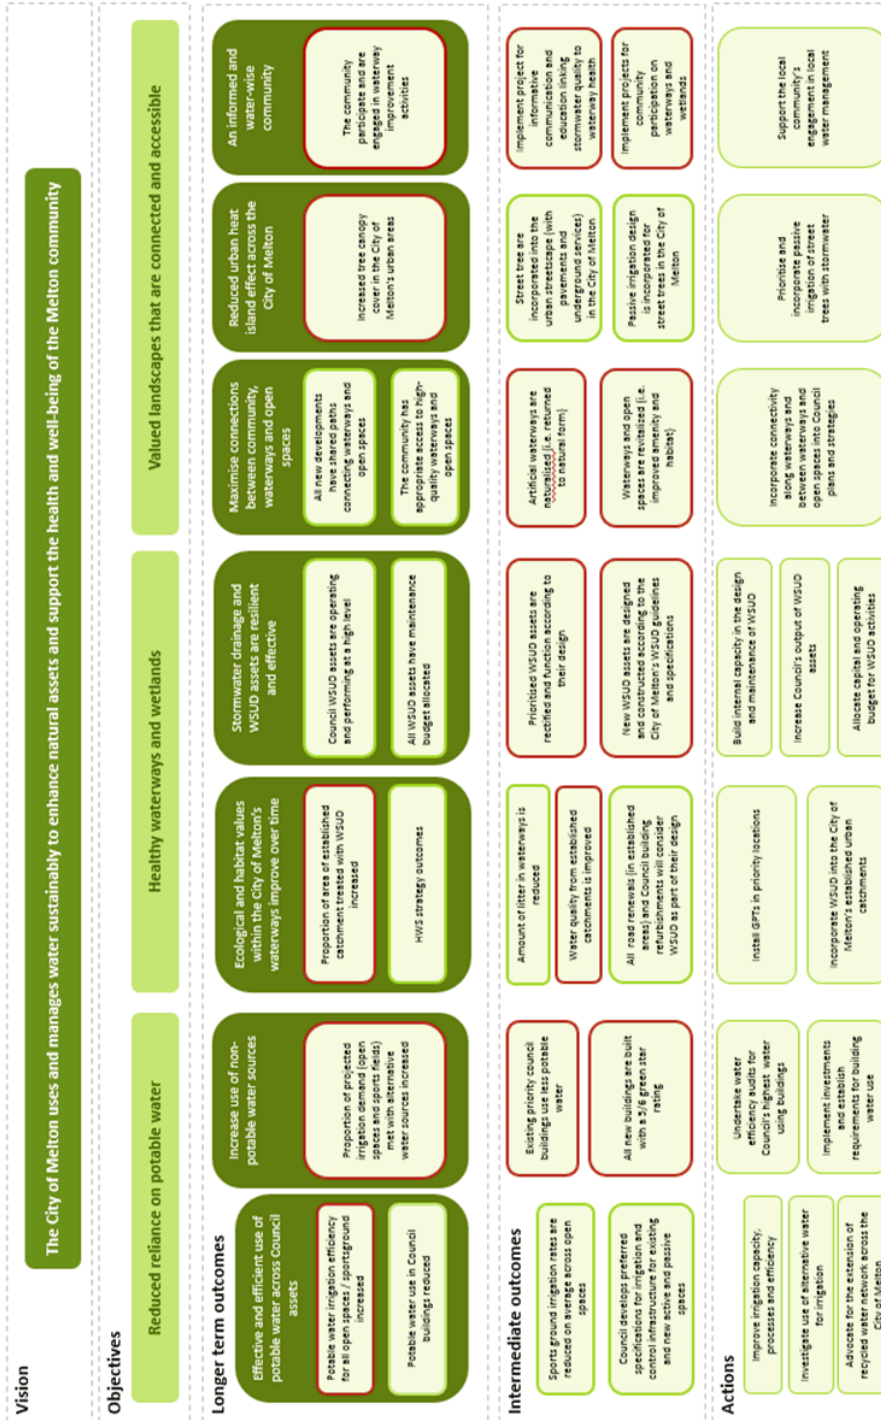 Vision
The City of Melton uses and manages water sustainably to enhance natural assets and support the health and well-being of the Melton community
Objectives
Reduced reliance on potable water
Healthy waterways and wetlands
Valued landscapes that are connected and accessible
Longer term outcomes
Effective and efficient use of
potable water across Council
assets
Potable water irrigation efficiency
for all open spaces / sportsground
increased
Potable water use in Council
buildings reduced
Increase use of non-
potable water sources
Proportion of projected
irrigation demand (open
spaces and sports fields)
met with alternative
water sources increased
Ecological and habitat values
within the City of Melton's
waterways improve over time
Proportion of area of established
catchment treated with WSUD
increased
HWS strategy outcomes
Stormwater drainage and
WSUD assets are resilient
and effective
Council WSUD assets are operating
and performing at a high level
All WSUD assets have maintenance
budget allocated
Maximise connections
between community,
waterways and open
spaces
All new developments
have shared paths
connecting waterways and
open spaces
The community has
appropriate access to high-
quality waterways and
open spaces
Reduced urban heat
island effect across the
City of Melton
Increased tree canopy
cover in the City of
Melton's urban areas
An informed and
water-wise
community
The community
participate and are
engaged in waterway
improvement
activities
Intermediate outcomes
Sports ground irrigation rates are
reduced on average across open
spaces
Council develops preferred
specifications for irrigation and
control infrastructure for existing
and new active and passive
spaces
Existing priority council
buildings use less potable
water
All new buildings are built
with a 5/6 green star
rating
Amount of litter in waterways is
reduced
Water quality from established
catchments is improved
All road renewals (in established
areas) and Council building
refurbishments will consider
WSUD as part of their design
Prioritised WSUD assets are
rectified and function according to
their design
New WSUD assets are designed
and constructed according to the
City of Melton's WSUD guidelines
and specifications
Artificial waterways are
naturalised (i.e. returned
to natural form)
Waterways and open
spaces are revitalized (i.e.
improved amenity and
habitat)
Street tree are
incorporated into the
urban streetscape (with
pavements and
underground services)
in the City of Melton
Passive irrigation design
is incorporated for
street trees in the City of
Melton
Implement project for
informative
communication and
education linking
stormwater quality to
waterway health
Implement projects for
community
participation on
waterways and
wetlands
Actions
Improve irrigation capacity,
processes and efficiency
Investigate use of alternative water
for irrigation
Advocate for the extension of
recycled water network across the
City of Melton
Undertake water
efficiency audits for
Council's highest water
using buildings
Implement investments
and establish
requirements for building
water use
Install GPTs in priority locations
Incorporate WSUD into the City of
Melton's established urban
catchments
Build internal capacity in the design
and maintenance of WSUD
Increase Council's output of WSUD
assets
Allocate capital and operating
budget for WSUD activities
Incorporate connectivity
along waterways and
between waterways and
open spaces into Council
plans and strategies
Prioritise and
incorporate passive
irrigation of street
trees with stormwater
Support the local
community's
engagement in local
water management